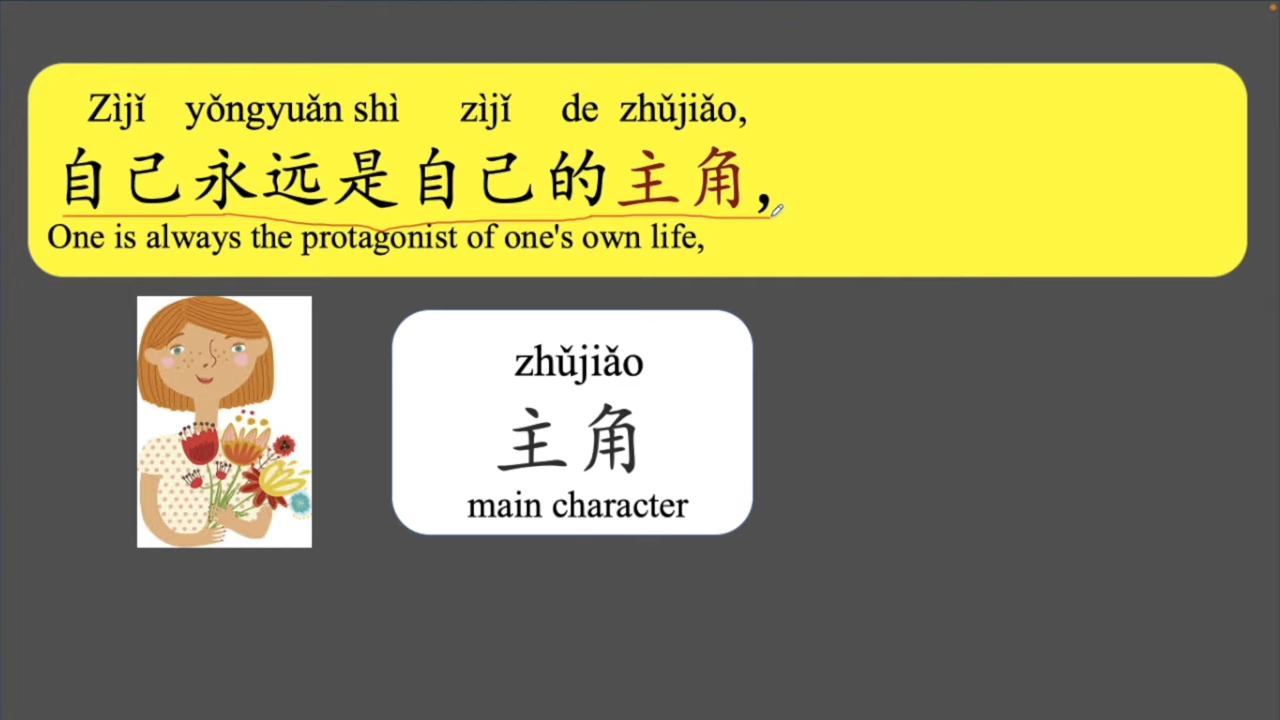 Zìjǐ yǒngyuǎn shì zìjǐ de zhǔjiǎo,
自己永远是自己的主角，
One is always the protagonist of one's own life,
zhǔjiǎo
主角
main character